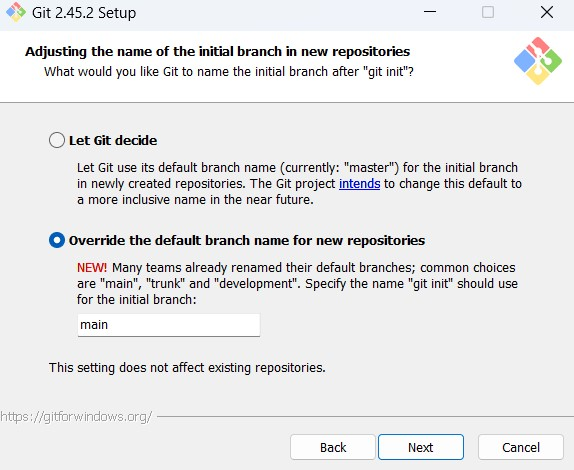 Git 2.45.2 Setup
Adjusting the name of the initial branch in new repositories
What would you like Git to name the initial branch after "git init"?
Let Git decide
Let Git use its default branch name (currently: "master") for the initial branch
in newly created repositories. The Git project intends to change this default to
a more inclusive name in the near future.
Override the default branch name for new repositories
NEW! Many teams already renamed their default branches; common choices
are "main", "trunk" and "development". Specify the name "git init" should use
for the initial branch:
main
This setting does not affect existing repositories.
https://gitforwindows.org/
Back Next Cancel